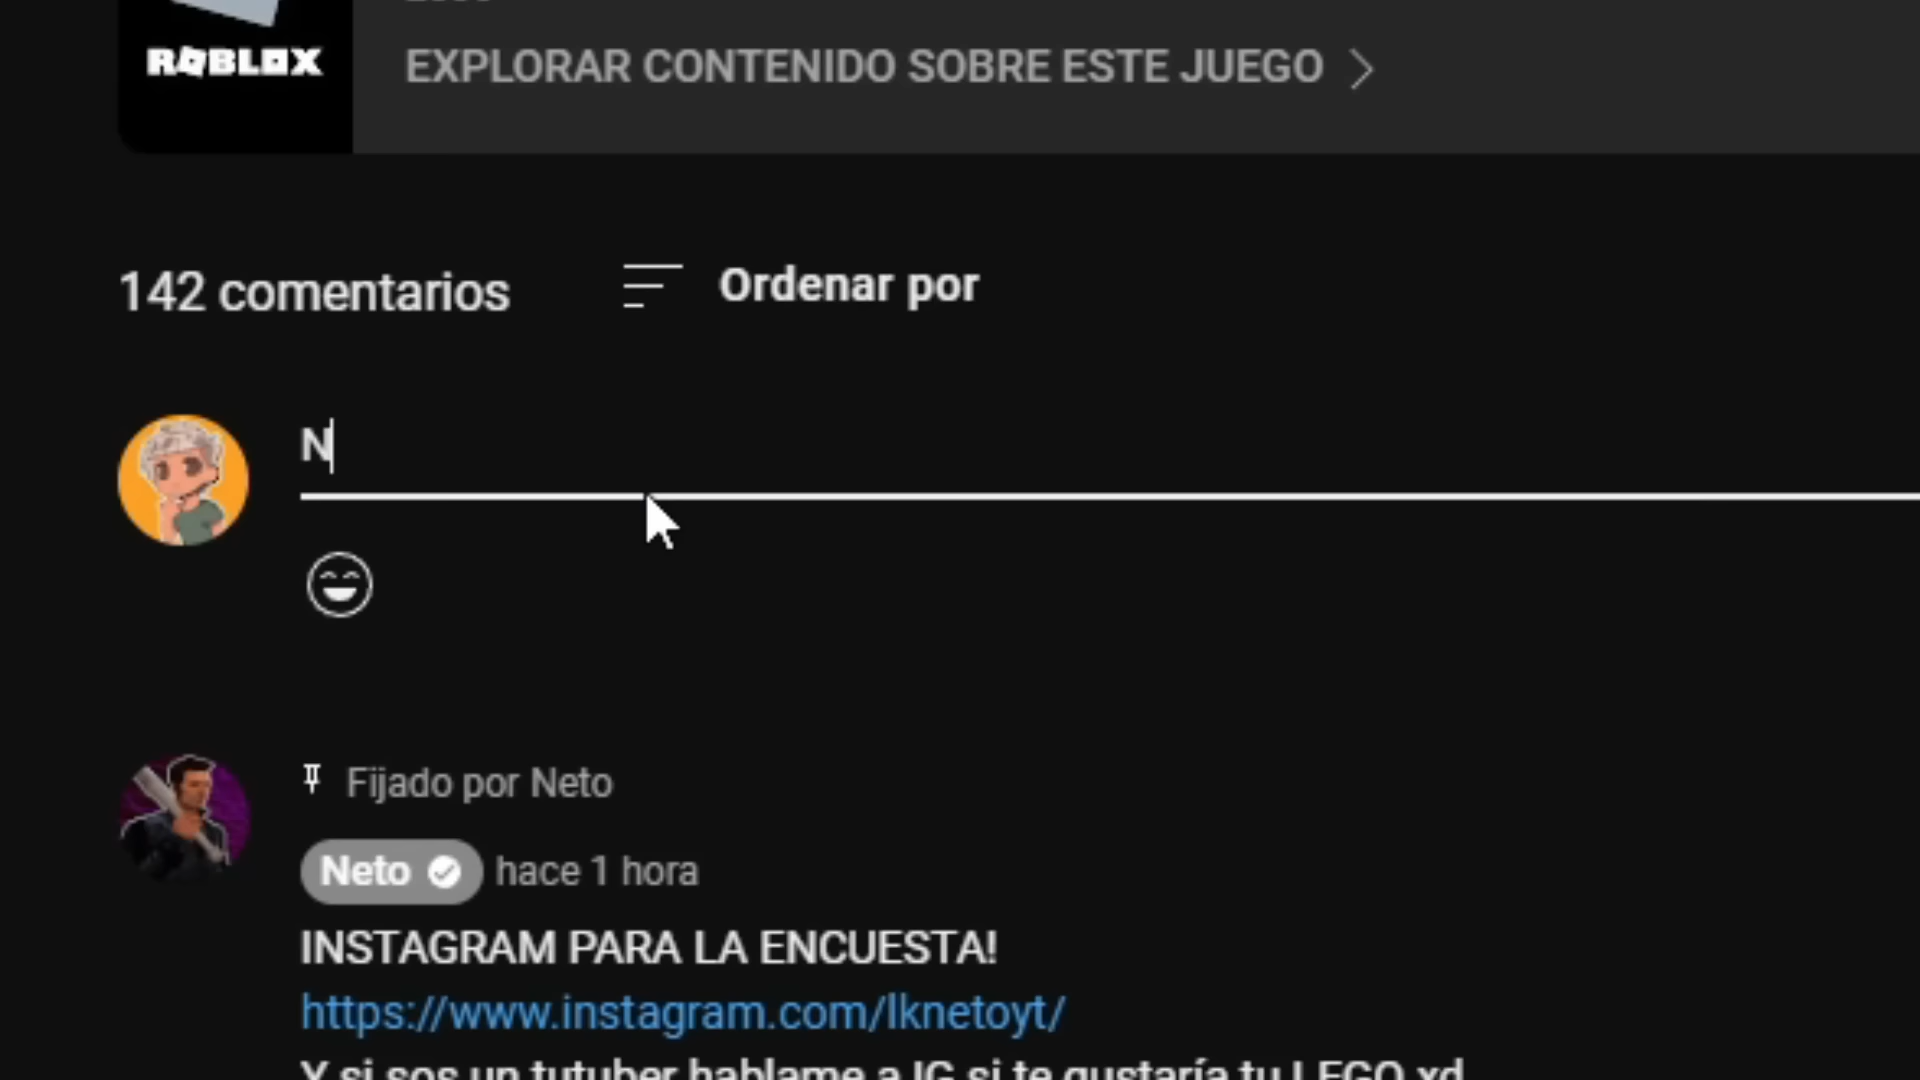 ROBLOX
EXPLORAR CONTENIDO SOBRE ESTE JUEGO
142 comentarios
Ordenar por
N
Fijado por Neto
Neto hace 1 hora
INSTAGRAM PARA LA ENCUESTA!
https://www.instagram.com/lknetoyt/
Y si sos un tutuber hablame a IG si te gustaría tu LEGO xd